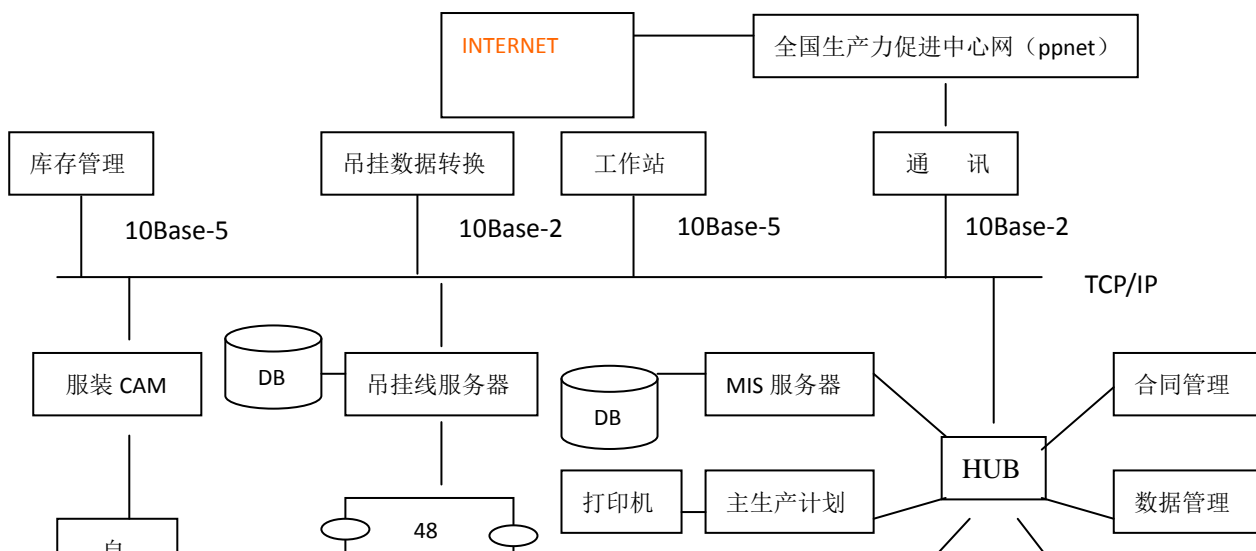 INTERNET
全国生产力促进中心网（ppnet）
库存管理
吊挂数据转换
工作站
通 讯
10Base-5
10Base-2
10Base-5
10Base-2
TCP/IP
服装 CAM
DB
吊挂线服务器
DB
MIS 服务器
合同管理
HUB
打印机
主生产计划
数据管理
48